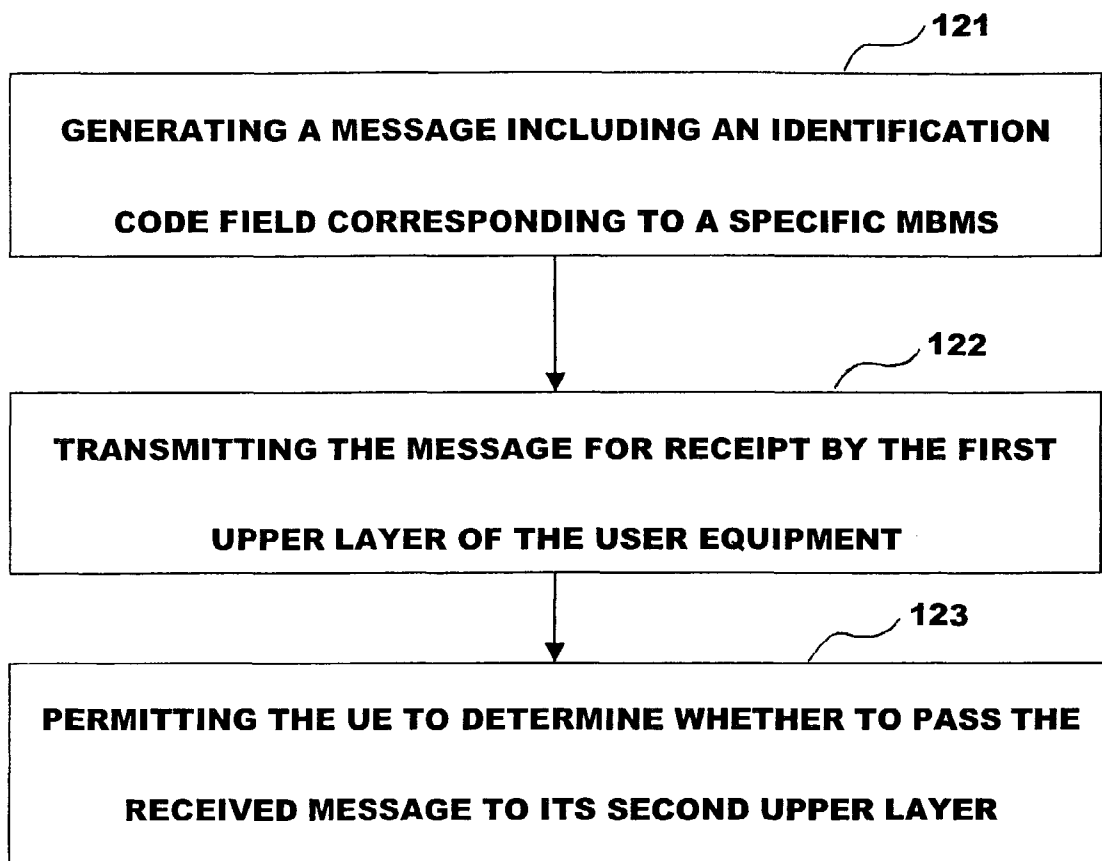 121
GENERATING A MESSAGE INCLUDING AN IDENTIFICATION
CODE FIELD CORRESPONDING TO A SPECIFIC MBMS
122
TRANSMITTING THE MESSAGE FOR RECEIPT BY THE FIRST
UPPER LAYER OF THE USER EQUIPMENT
123
PERMITTING THE UE TO DETERMINE WHETHER TO PASS THE
RECEIVED MESSAGE TO ITS SECOND UPPER LAYER